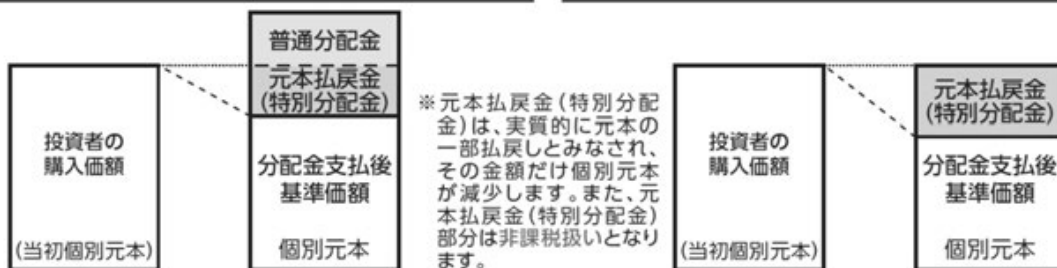 普通分配金
元本払戻金
(特別分配金)
投資者の
購入価額
(当初個別元本)
分配金支払後
基準価額
個別元本
※元本払戻金(特別分配
金)は、実質的に元本の
一部払戻しとみなされ、
その金額だけ個別元本
が減少します。また、元
本払戻金(特別分配金)
部分は非課税扱いとなり
ます。
投資者の
購入価額
(当初個別元本)
元本払戻金
(特別分配金)
分配金支払後
基準価額
個別元本